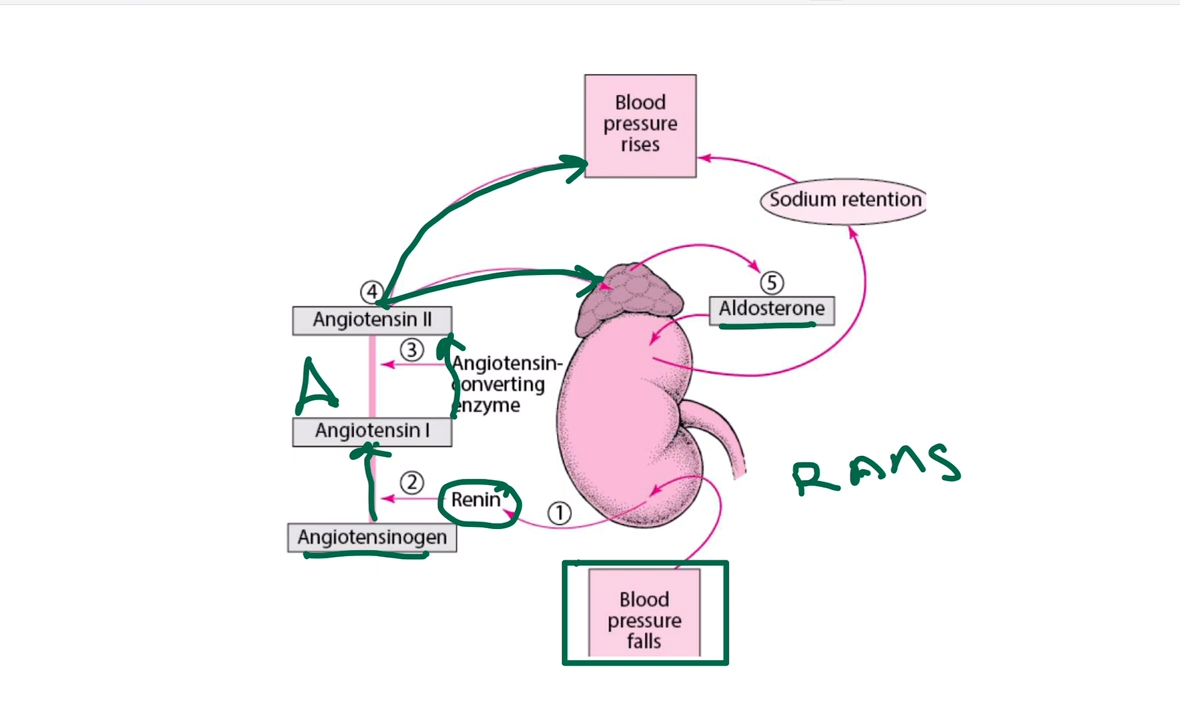 Blood
pressure
rises
Sodium retention
④
Angiotensin II
⑤
Aldosterone
③
Angiotensin-
converting
enzyme
A
Angiotensin I
RAAS
②
Renin
①
Angiotensinogen
Blood
pressure
falls